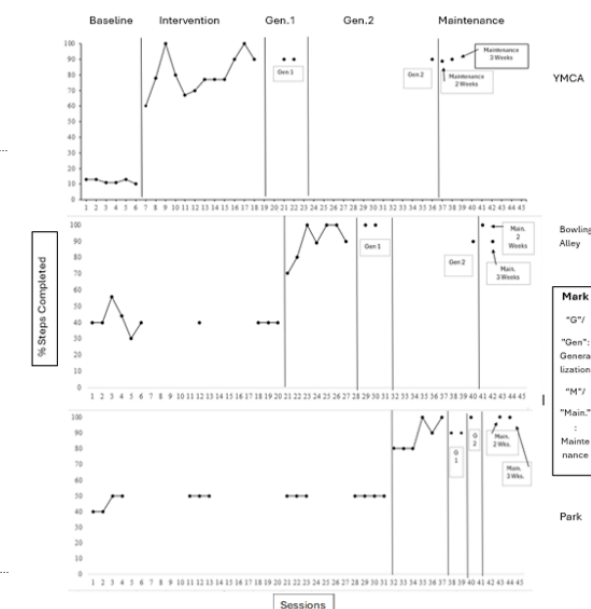 Baseline Intervention Gen.1 Gen.2 Maintenance
100
90
80
70
60
50
40
30
20
10
0
1 2 3 4 5 6 7 8 9 10 11 12 13 14 15 16 17 18 19 20 21 22 23 24 25 26 27 28 29 30 31 32 33 34 35 36 37 38 39 40 41 42 43 44 45
Gen 1
Gen 2
Maintenance
3 Weeks
Maintenance
2 Weeks
YMCA
% Steps Completed
100
90
80
70
60
50
40
30
20
10
0
1 2 3 4 5 6 7 8 9 10 11 12 13 14 15 16 17 18 19 20 21 22 23 24 25 26 27 28 29 30 31 32 33 34 35 36 37 38 39 40 41 42 43 44 45
Gen 1
Gen 2
Main.
2
Weeks
Main.
3 Weeks
Bowling
Alley
Mark
"G"/
"Gen":
Genera
lization
"M"/
"Main."
:
Mainte
nance
100
90
80
70
60
50
40
30
20
10
0
1 2 3 4 5 6 7 8 9 10 11 12 13 14 15 16 17 18 19 20 21 22 23 24 25 26 27 28 29 30 31 32 33 34 35 36 37 38 39 40 41 42 43 44 45
G
1
G
2
Main.
2 Wks.
Main.
3 Wks.
Park
Sessions